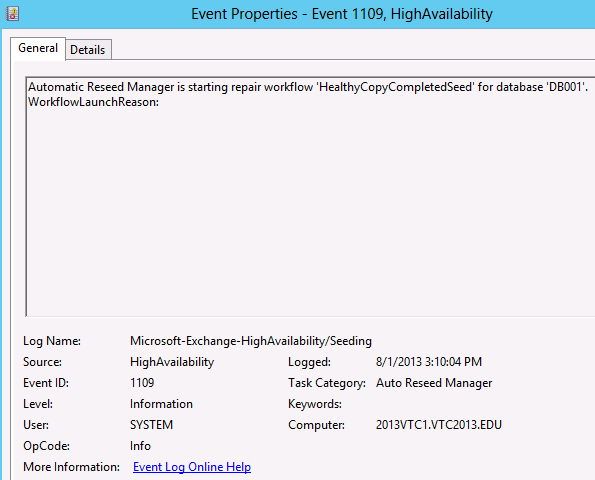 Event Properties - Event 1109, HighAvailability
General Details
Automatic Reseed Manager is starting repair workflow 'HealthyCopyCompletedSeed' for database 'DB001'.
WorkflowLaunchReason:
Log Name: Microsoft-Exchange-HighAvailability/Seeding
Source: HighAvailability Logged: 8/1/2013 3:10:04 PM
Event ID: 1109 Task Category: Auto Reseed Manager
Level: Information Keywords:
User: SYSTEM Computer: 2013VTC1.VTC2013.EDU
OpCode: Info
More Information: Event Log Online Help